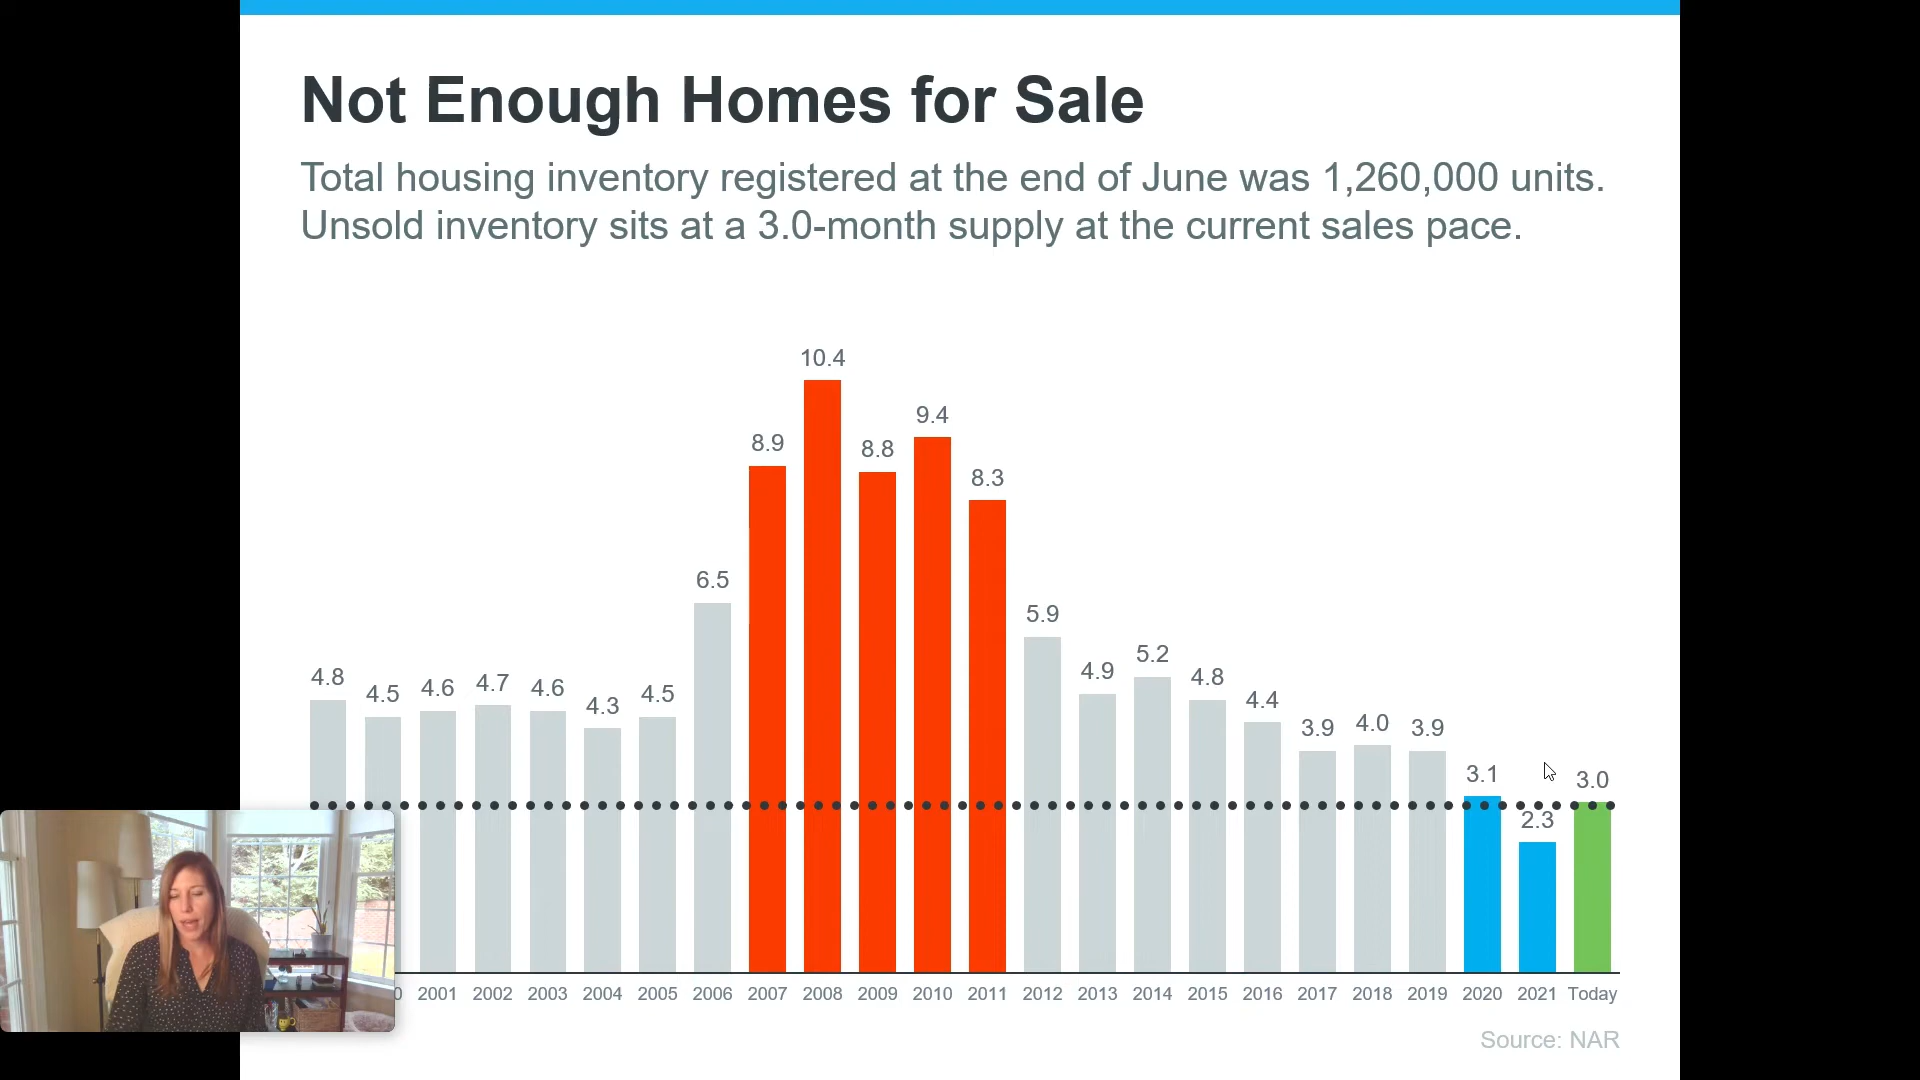 Not Enough Homes for Sale
Total housing inventory registered at the end of June was 1,260,000 units.
Unsold inventory sits at a 3.0-month supply at the current sales pace.
4.8 4.5 4.6 4.7 4.6 4.3 4.5 6.5 8.9 10.4 8.8 9.4 8.3 5.9 4.9 5.2 4.8 4.4 3.9 4.0 3.9 3.1 2.3 3.0
2001 2002 2003 2004 2005 2006 2007 2008 2009 2010 2011 2012 2013 2014 2015 2016 2017 2018 2019 2020 2021 Today
Source: NAR